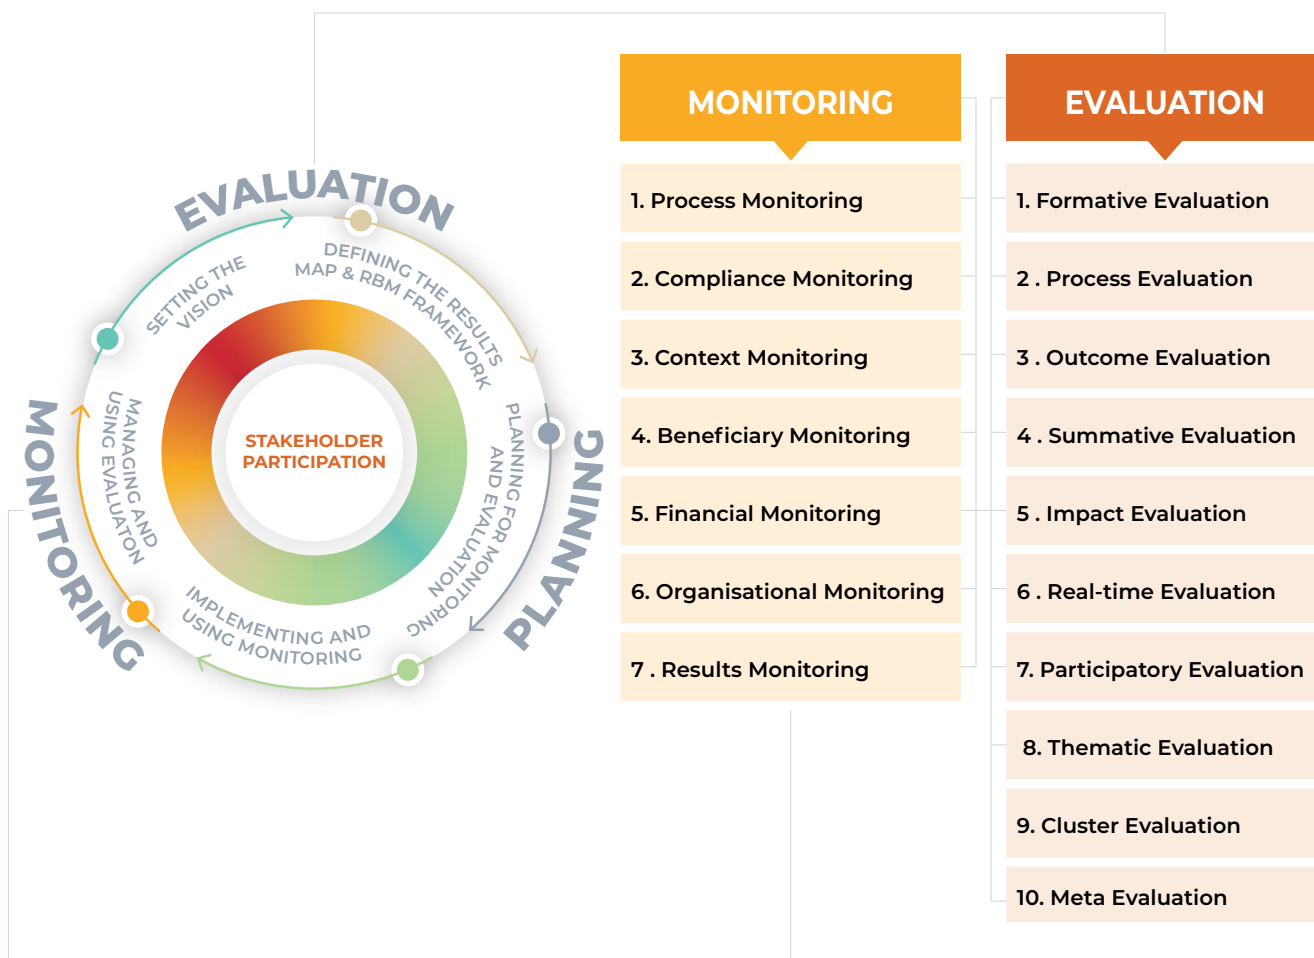 EVALUATION
SETTING THE
VISION
DEFINING THE RESULTS
MAP & RBM FRAMEWORK
PLANNING FOR MONITORING
AND EVALUATION
PLANNING
IMPLEMENTING AND
USING MONITORING
MANAGING AND
USING EVALUATON
MONITORING
STAKEHOLDER
PARTICIPATION
MONITORING
1. Process Monitoring
2. Compliance Monitoring
3. Context Monitoring
4. Beneficiary Monitoring
5. Financial Monitoring
6. Organisational Monitoring
7 . Results Monitoring
EVALUATION
1. Formative Evaluation
2 . Process Evaluation
3 . Outcome Evaluation
4 . Summative Evaluation
5 . Impact Evaluation
6 . Real-time Evaluation
7. Participatory Evaluation
8. Thematic Evaluation
9. Cluster Evaluation
10. Meta Evaluation